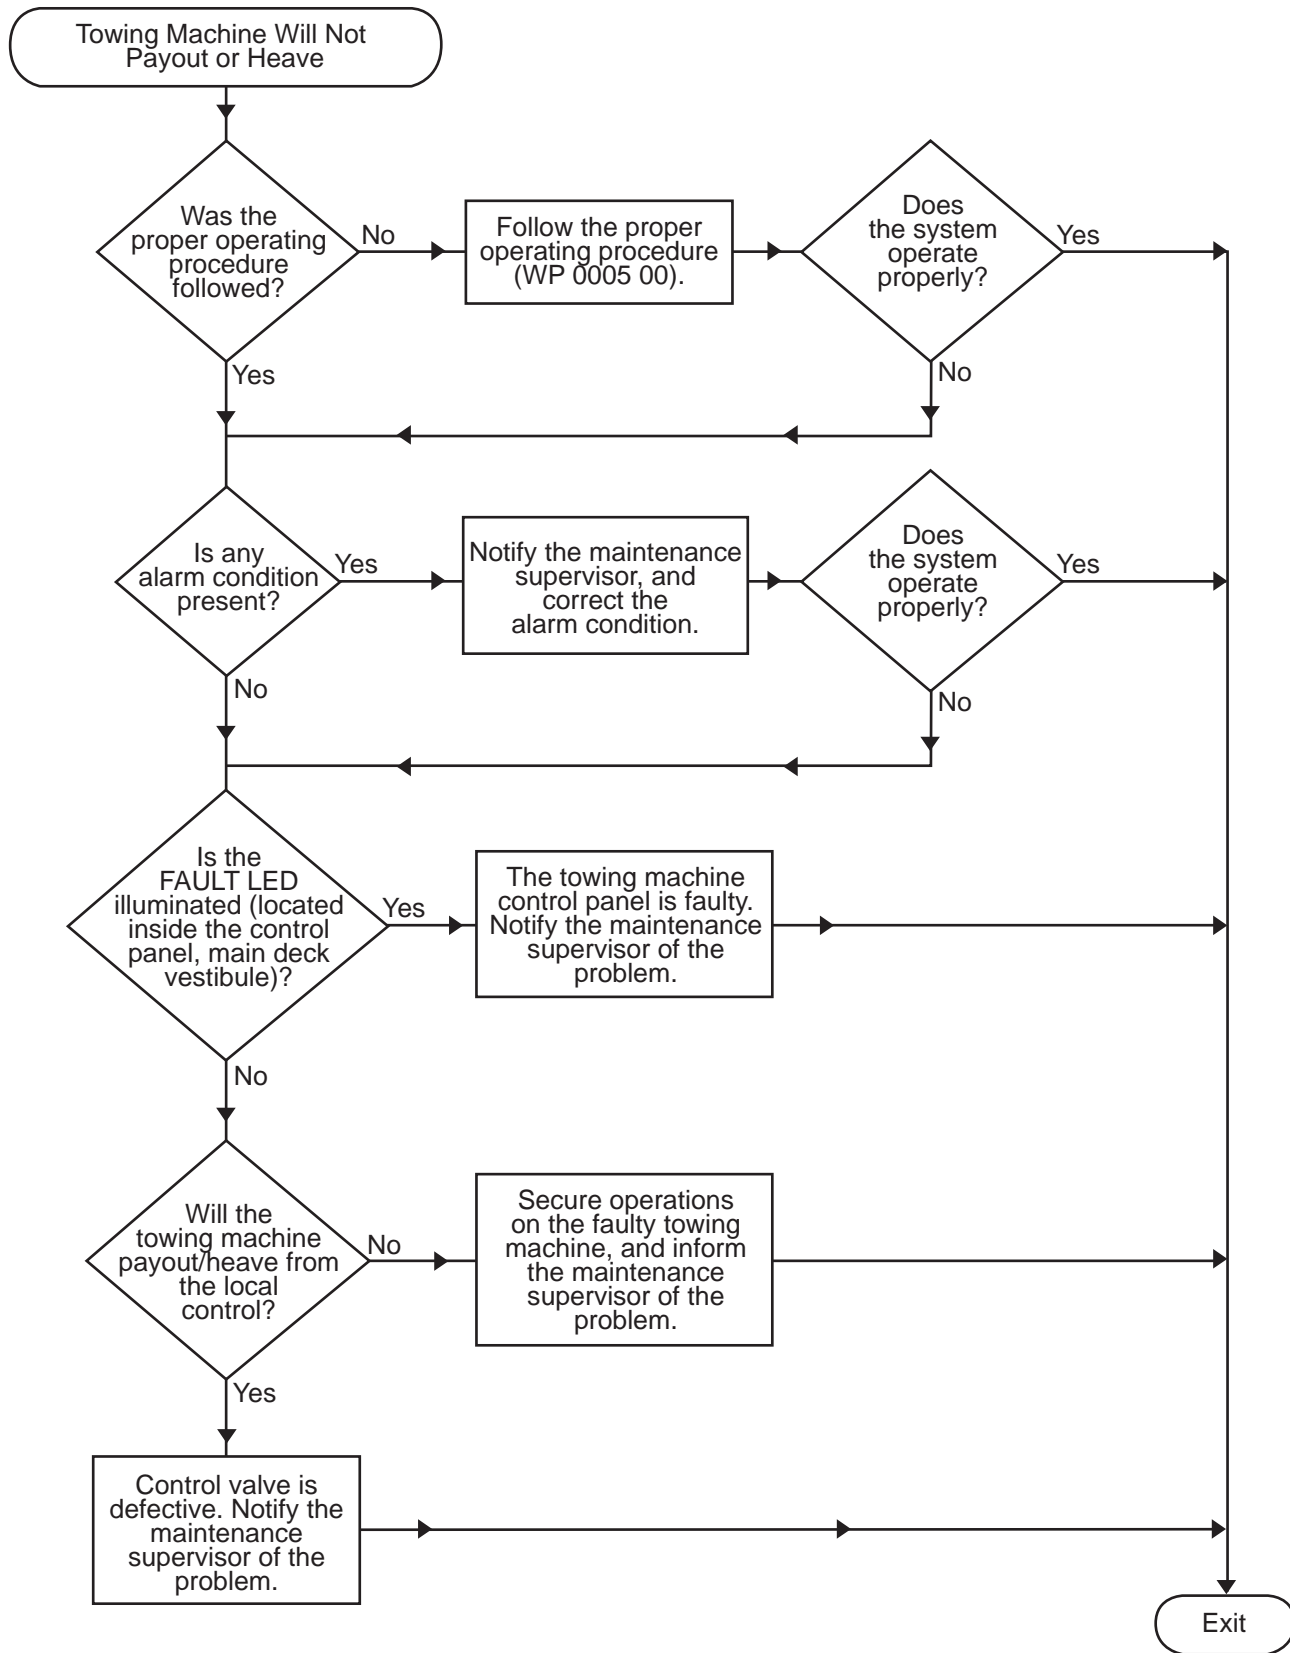 Towing Machine Will Not
Payout or Heave
Was the
proper operating
procedure
followed?
No
Follow the proper
operating procedure
(WP 0005 00).
Does
the system
operate
properly?
Yes
Yes
No
Is any
alarm condition
present?
Yes
Notify the maintenance
supervisor, and
correct the
alarm condition.
Does
the system
operate
properly?
Yes
No
No
Is the
FAULT LED
illuminated (located
inside the control
panel, main deck
vestibule)?
Yes
The towing machine
control panel is faulty.
Notify the maintenance
supervisor of the
problem.
No
Will the
towing machine
payout/heave from
the local
control?
No
Secure operations
on the faulty towing
machine, and inform
the maintenance
supervisor of the
problem.
Yes
Control valve is
defective. Notify the
maintenance
supervisor of the
problem.
Exit